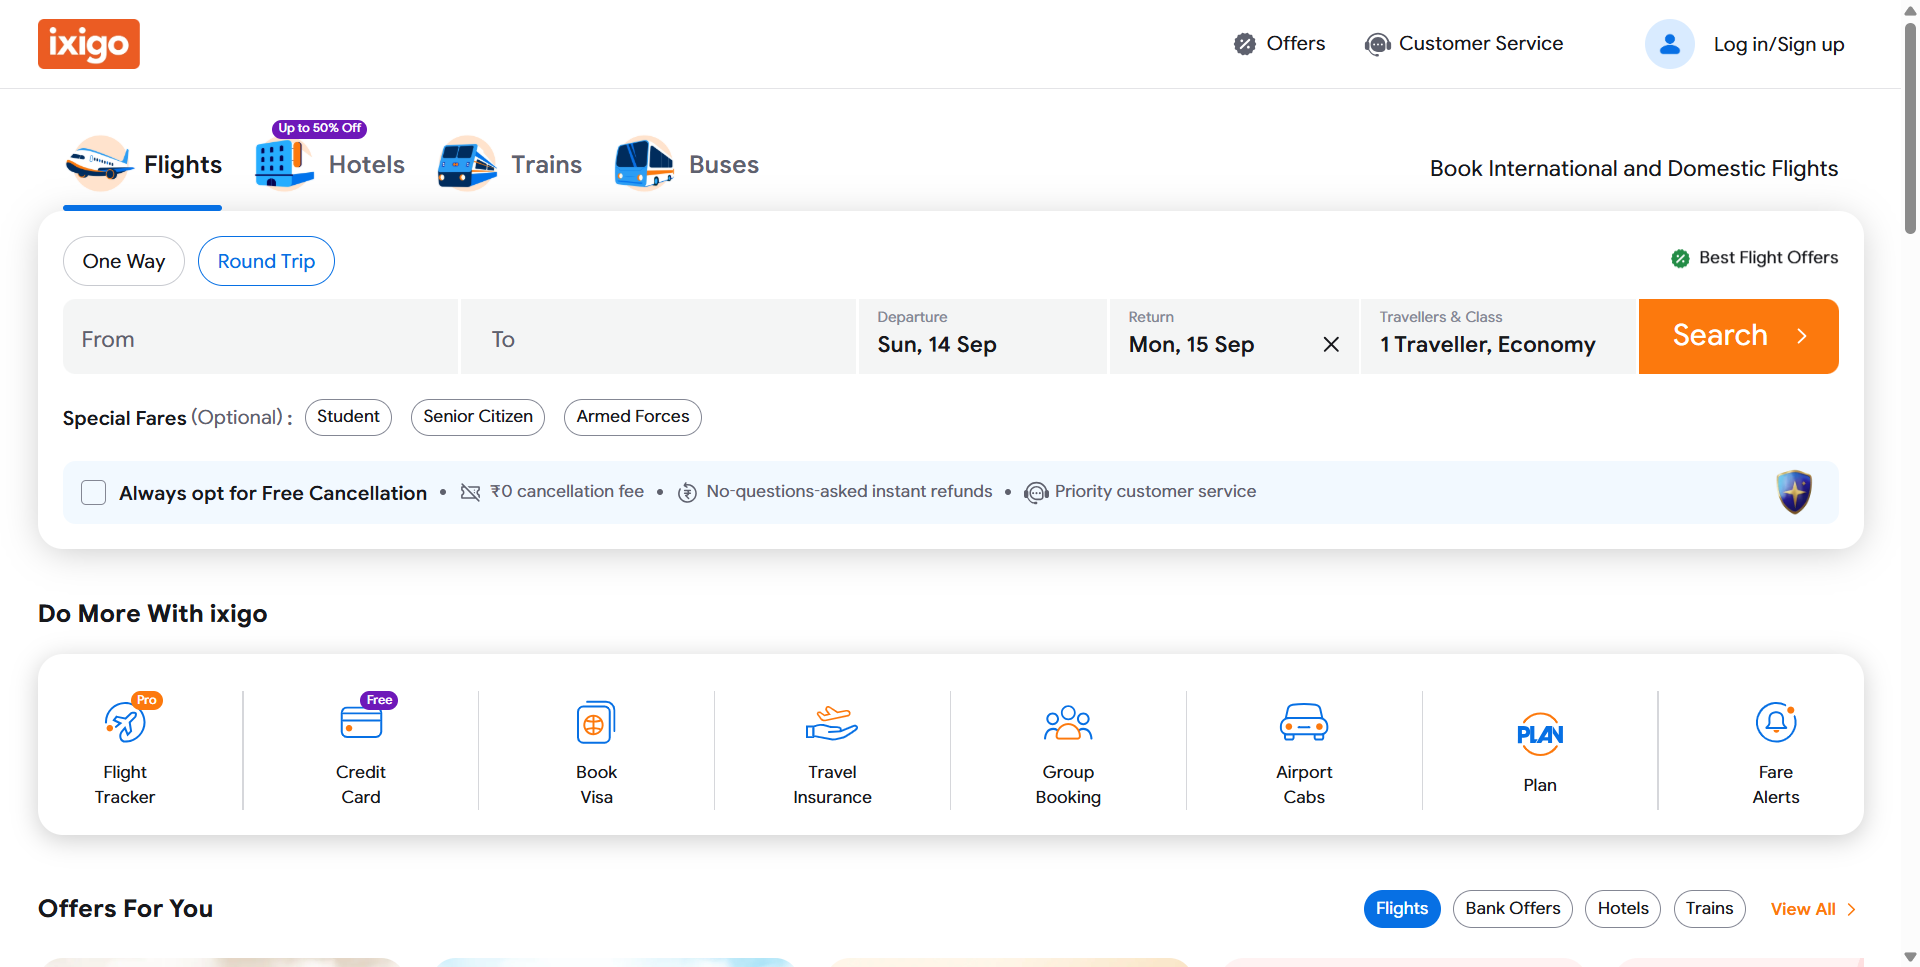 ixigo
Offers
Customer Service
Log in/Sign up
Up to 50% Off
Flights
Hotels
Trains
Buses
Book International and Domestic Flights
One Way
Round Trip
Best Flight Offers
From
To
Departure
Sun, 14 Sep
Return
Mon, 15 Sep
Travellers & Class
1 Traveller, Economy
Search
Special Fares (Optional) :
Student
Senior Citizen
Armed Forces
Always opt for Free Cancellation • ₹0 cancellation fee • No-questions-asked instant refunds • Priority customer service
Do More With ixigo
Pro
Flight
Tracker
Free
Credit
Card
Book
Visa
Travel
Insurance
Group
Booking
Airport
Cabs
PLAN
Plan
Fare
Alerts
Offers For You
Flights
Bank Offers
Hotels
Trains
View All